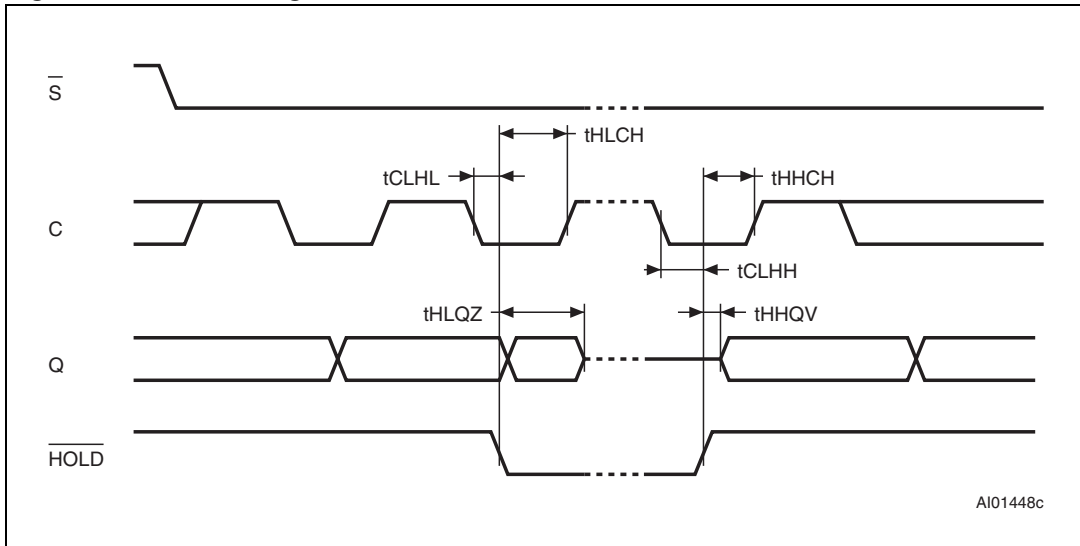 S
tHLCH
tCLHL
tHHCH
C
tCLHH
tHLQZ
tHHQV
Q
HOLD
AI01448c